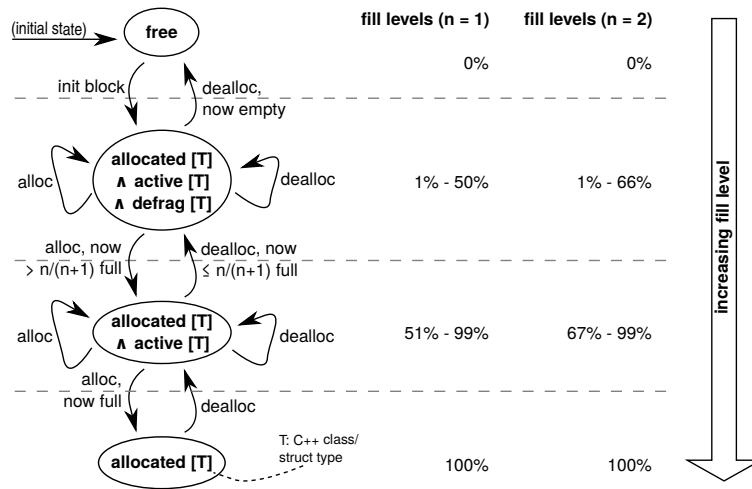 fill levels (n = 1) fill levels (n = 2)
(initial state)
free
0% 0%
init block
dealloc,
now empty
allocated [T]
∧ active [T]
∧ defrag [T]
alloc
dealloc
1% - 50% 1% - 66%
alloc, now
> n/(n+1) full
dealloc, now
≤ n/(n+1) full
allocated [T]
∧ active [T]
alloc
dealloc
51% - 99% 67% - 99%
alloc,
now full
dealloc
allocated [T]
T: C++ class/
struct type
100% 100%
increasing fill level